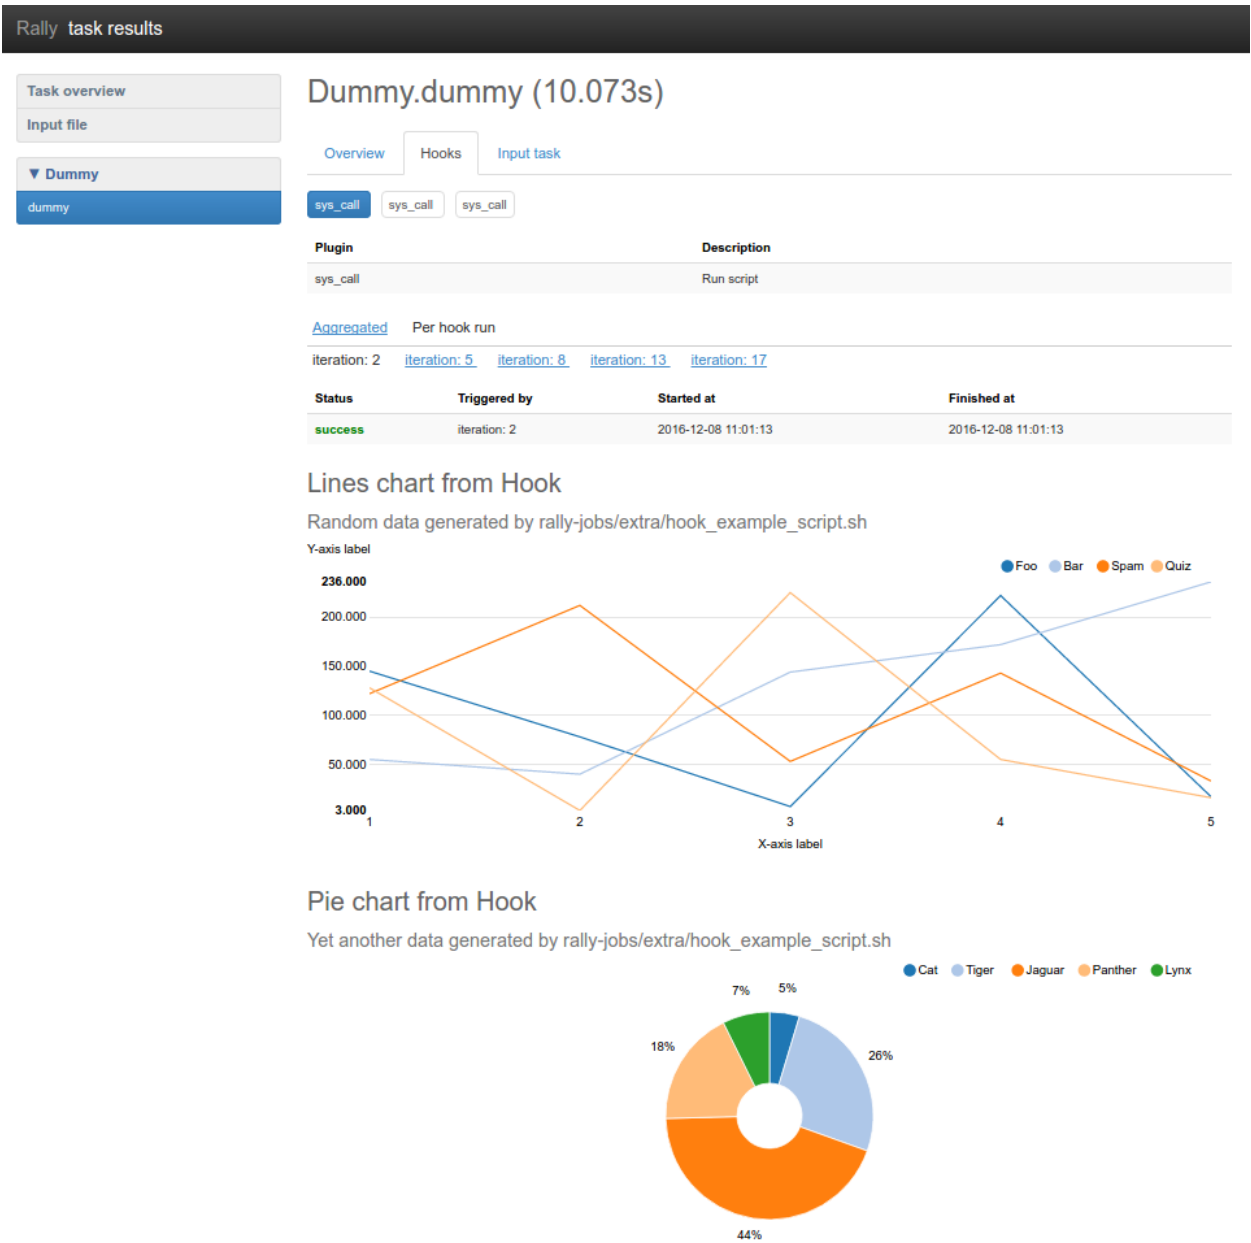 Rally task results
Task overview
Input file
▼ Dummy
dummy
Dummy.dummy (10.073s)
Overview Hooks Input task
sys_call sys_call sys_call
Plugin Description
sys_call Run script
Aggregated Per hook run
iteration: 2 iteration: 5 iteration: 8 iteration: 13 iteration: 17
Status Triggered by Started at Finished at
success iteration: 2 2016-12-08 11:01:13 2016-12-08 11:01:13
Lines chart from Hook
Random data generated by rally-jobs/extra/hook_example_script.sh
Y-axis label
Foo Bar Spam Quiz
236.000
200.000
150.000
100.000
50.000
3.000
1 2 3 4 5
X-axis label
Pie chart from Hook
Yet another data generated by rally-jobs/extra/hook_example_script.sh
Cat Tiger Jaguar Panther Lynx
7% 5%
18%
26%
44%